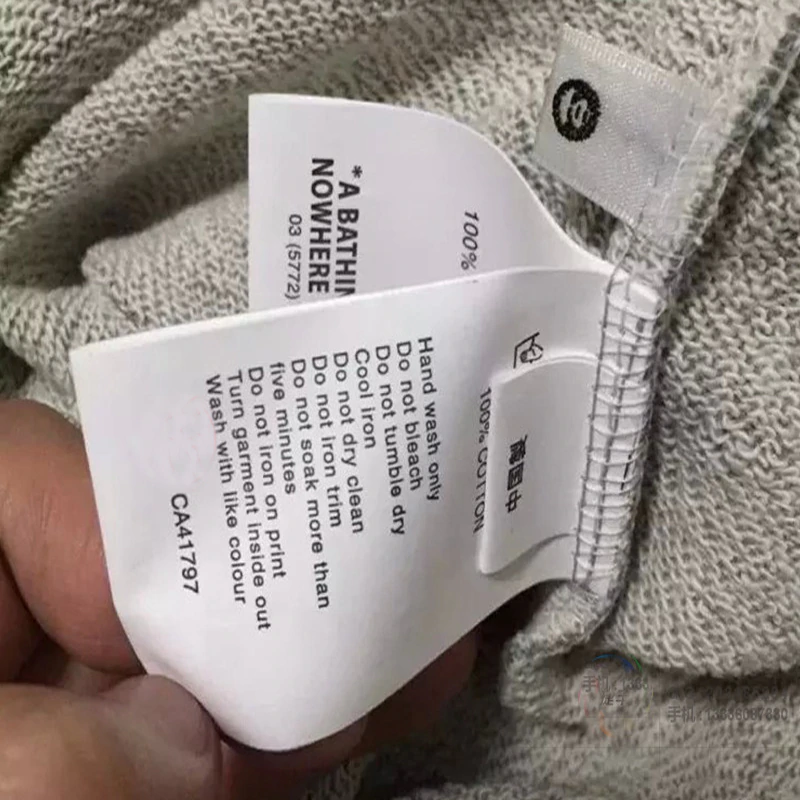 * A BATHIN
NOWHERE
03 (5772)
100%
100% COTTON
Hand wash only
Do not bleach
Do not tumble dry
Cool iron
Do not dry clean
Do not iron trim
Do not soak more than
five minutes
Do not iron on print
Turn garment inside out
Wash with like colour
CA41797